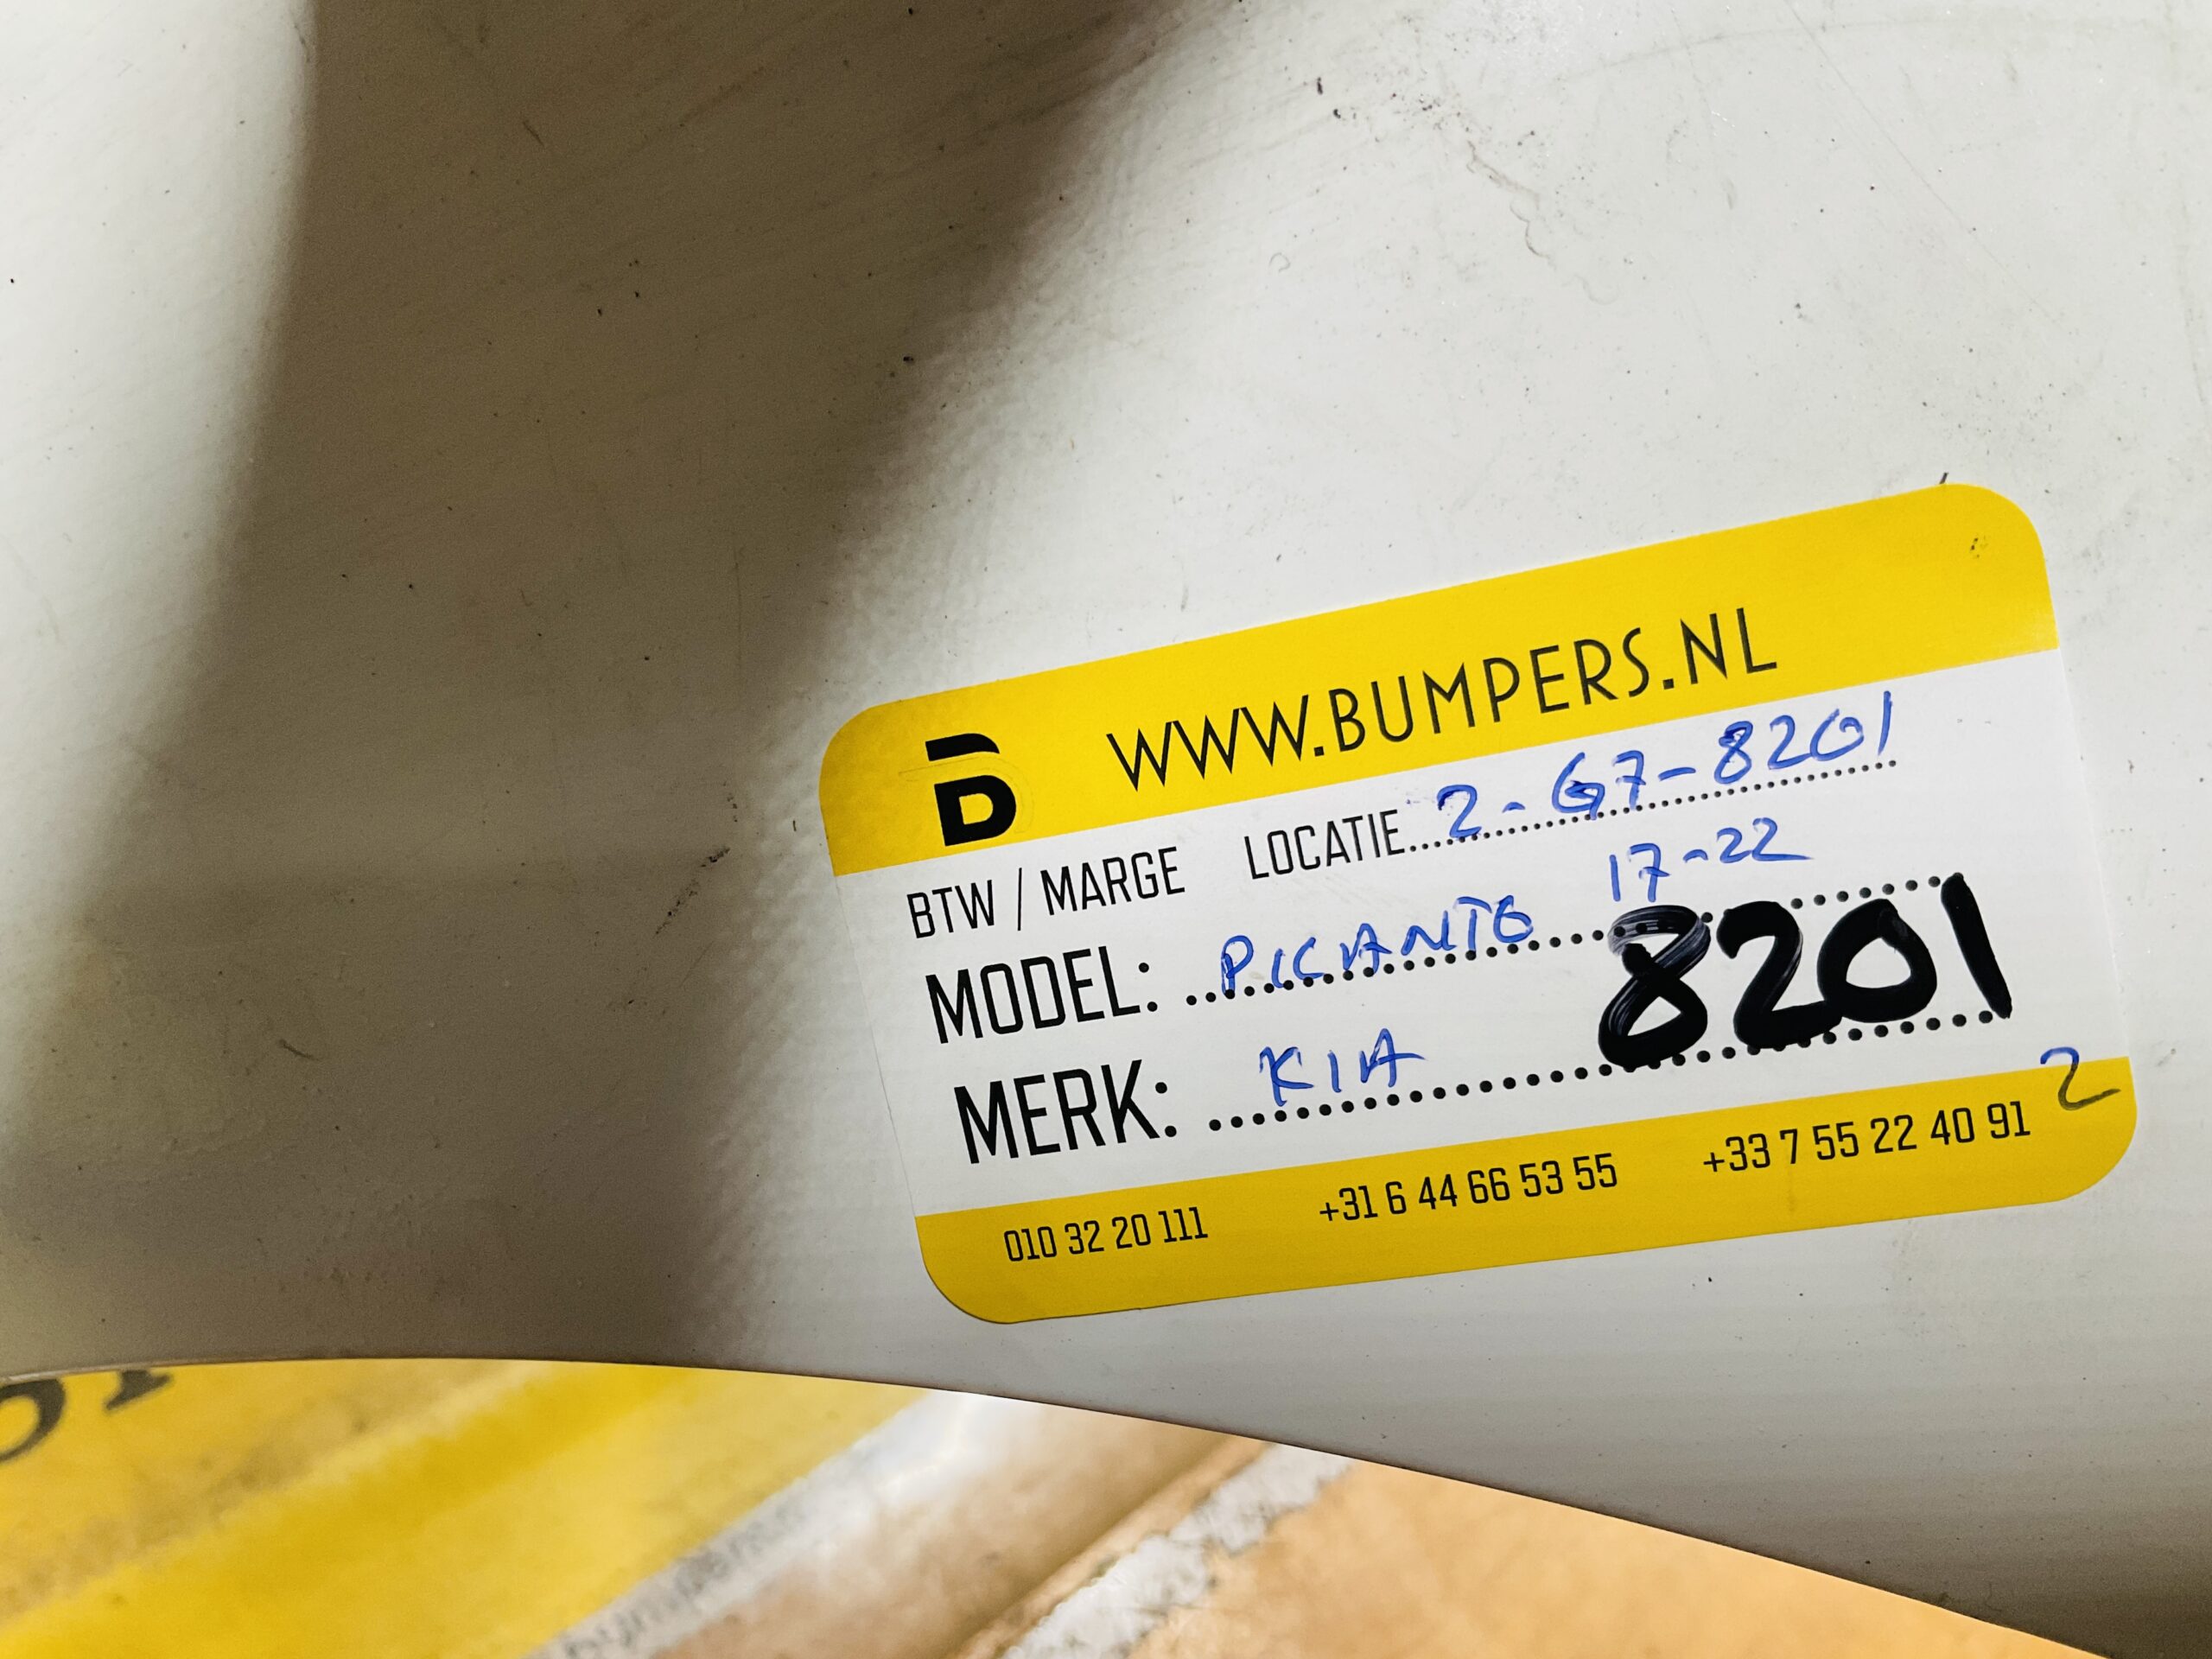 B WWW.BUMPERS.NL
BTW / MARGE LOCATIE 2-G7-8201
17-22
MODEL: PICANTO
8201
MERK: KIA
2
010 32 20 111 +31 6 44 66 53 55 +33 7 55 22 40 91